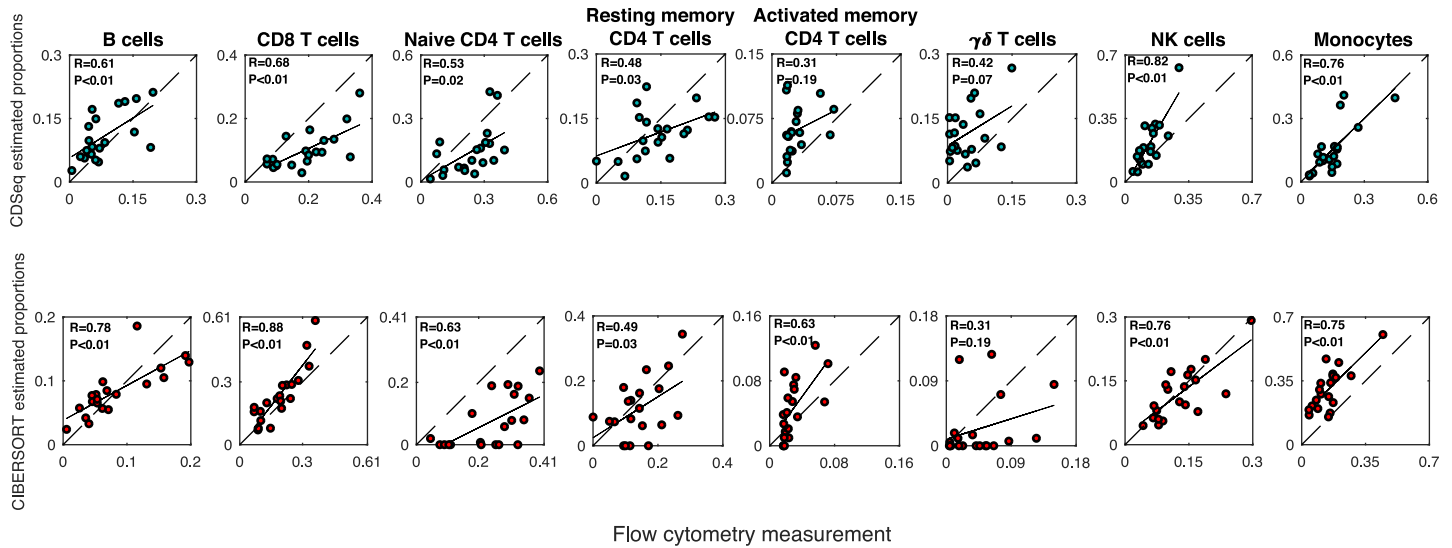 Resting memory Activated memory
B cells CD8 T cells Naive CD4 T cells CD4 T cells CD4 T cells γδ T cells NK cells Monocytes
CDSeq estimated proportions
0.3
R=0.61
P<0.01
0.15
0
0 0.15 0.3
0.4
R=0.68
P<0.01
0.2
0
0 0.2 0.4
0.6
R=0.53
P=0.02
0.3
0
0 0.3 0.6
0.3
R=0.48
P=0.03
0.15
0
0 0.15 0.3
0.15
R=0.31
P=0.19
0.075
0
0 0.075 0.15
0.3
R=0.42
P=0.07
0.15
0
0 0.15 0.3
0.7
R=0.82
P<0.01
0.35
0
0 0.35 0.7
0.6
R=0.76
P<0.01
0.3
0
0 0.3 0.6
CIBERSORT estimated proportions
0.2
R=0.78
P<0.01
0.1
0
0 0.1 0.2
0.61
R=0.88
P<0.01
0.3
0
0 0.3 0.61
0.41
R=0.63
P<0.01
0.2
0
0 0.2 0.41
0.4
R=0.49
P=0.03
0.2
0
0 0.2 0.4
0.16
R=0.63
P<0.01
0.08
0
0 0.08 0.16
0.18
R=0.31
P=0.19
0.09
0
0 0.09 0.18
0.3
R=0.76
P<0.01
0.15
0
0 0.15 0.3
0.7
R=0.75
P<0.01
0.35
0
0 0.35 0.7
Flow cytometry measurement